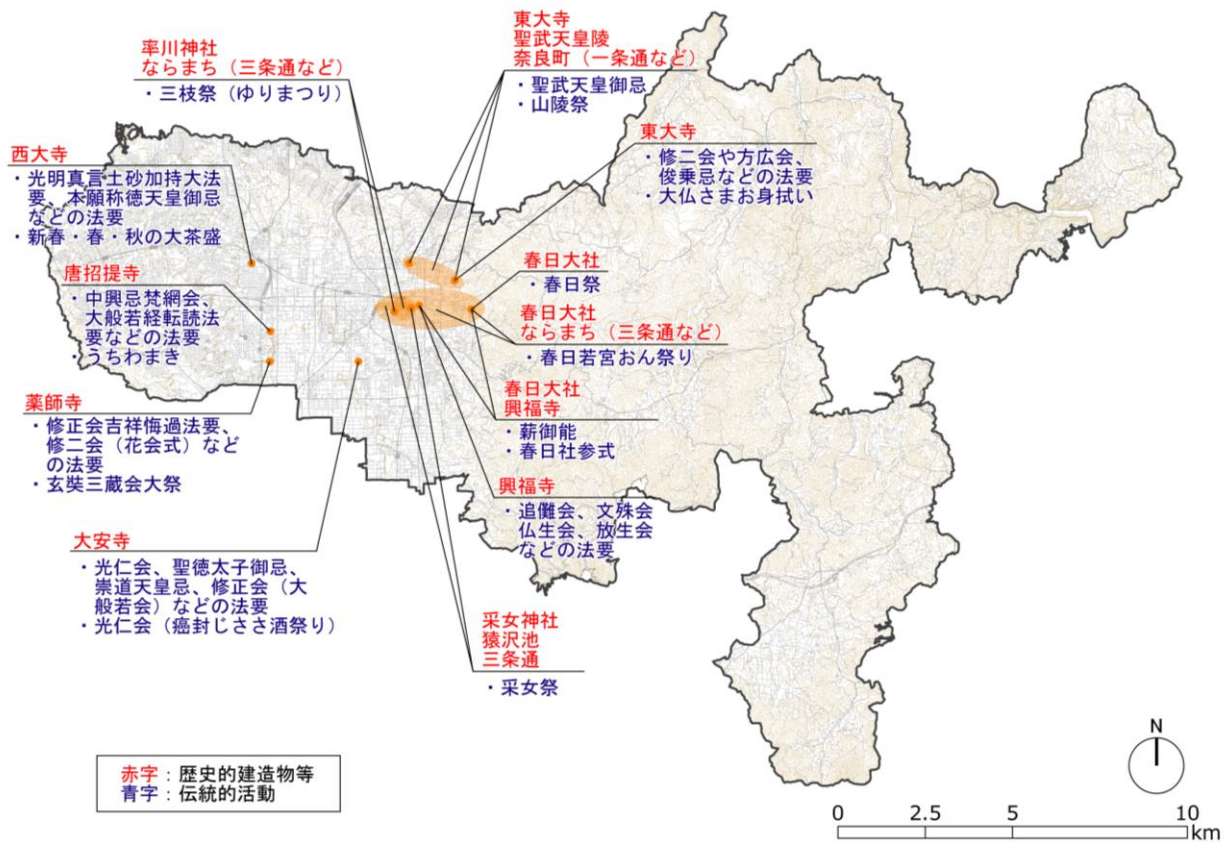 東大寺
聖武天皇陵
奈良町（一条通など）
・聖武天皇御忌
・山陵祭
率川神社
ならまち（三条通など）
・三枝祭（ゆりまつり）
東大寺
・修二会や方広会、
俊乗忌などの法要
・大仏さまお身拭い
西大寺
・光明真言土砂加持大法
要、本願称徳天皇御忌
などの法要
・新春・春・秋の大茶盛
唐招提寺
・中興忌梵網会、
大般若経転読法
要などの法要
・うちわまき
春日大社
・春日祭
春日大社
ならまち（三条通など）
・春日若宮おん祭り
春日大社
興福寺
・薪御能
・春日社参式
薬師寺
・修正会吉祥悔過法要、
修二会（花会式）など
の法要
・玄奘三蔵会大祭
興福寺
・追儺会、文殊会
仏生会、放生会
などの法要
大安寺
・光仁会、聖徳太子御忌、
崇道天皇忌、修正会（大
般若会）などの法要
・光仁会（癌封じささ酒祭り）
采女神社
猿沢池
三条通
・采女祭
赤字：歴史的建造物等
青字：伝統的活動
N
0 2.5 5 10
km